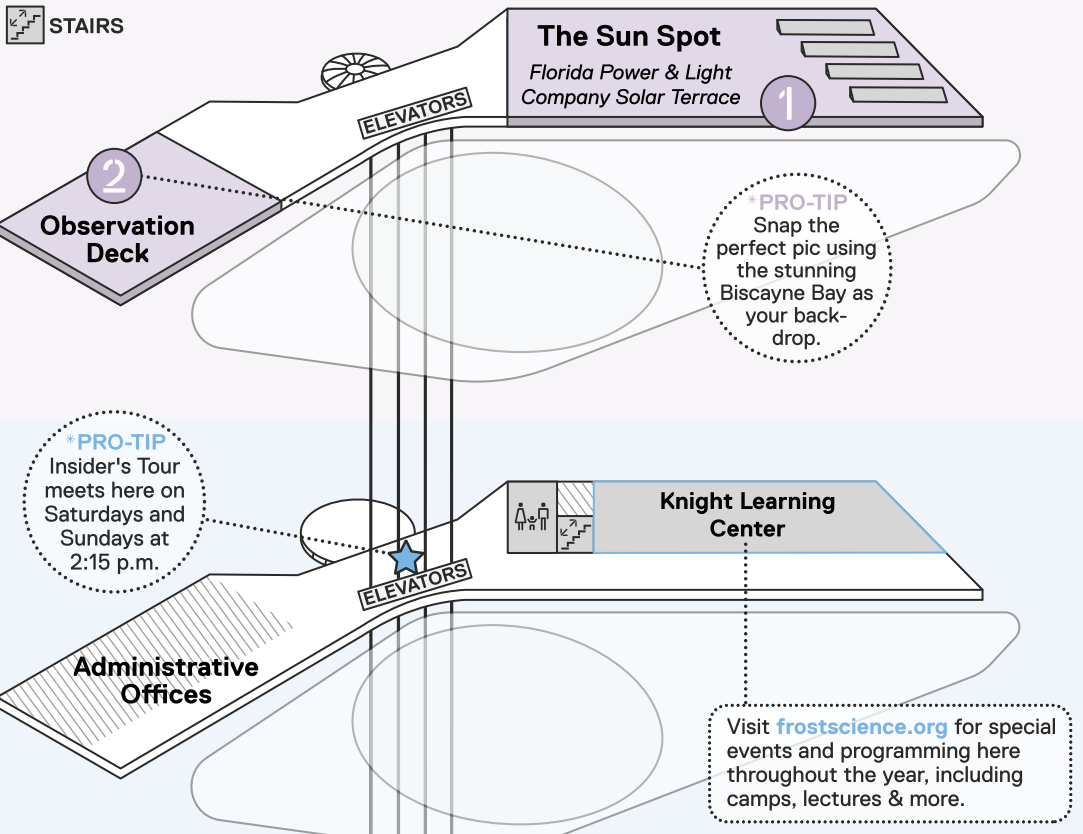 STAIRS
The Sun Spot
Florida Power & Light
Company Solar Terrace
1
ELEVATORS
2
Observation
Deck
*PRO-TIP
Snap the
perfect pic using
the stunning
Biscayne Bay as
your back-
drop.
*PRO-TIP
Insider's Tour
meets here on
Saturdays and
Sundays at
2:15 p.m.
Knight Learning
Center
ELEVATORS
Administrative
Offices
Visit frostscience.org for special
events and programming here
throughout the year, including
camps, lectures & more.